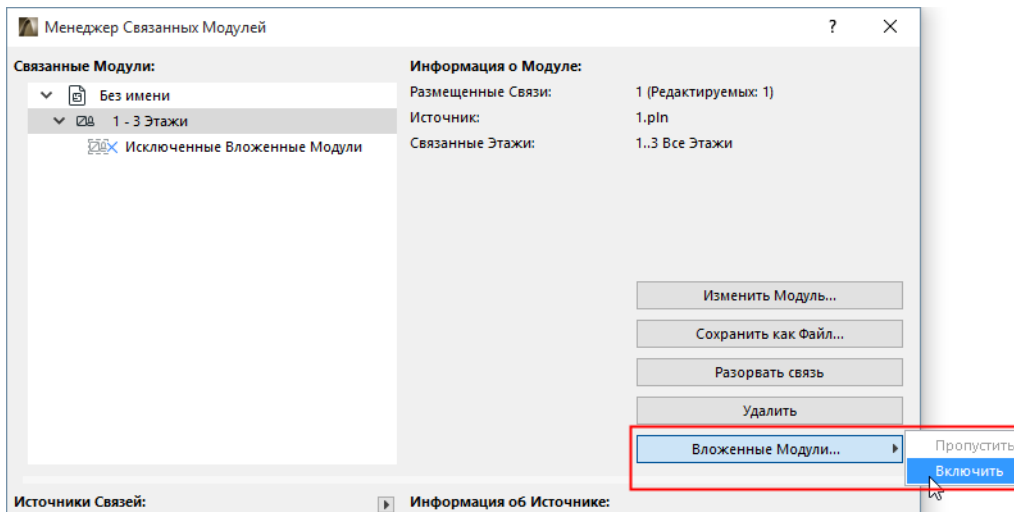 Менеджер Связанных Модулей
?
Связанные Модули:
Без имени
1 - 3 Этажи
Исключенные Вложенные Модули
Информация о Модуле:
Размещенные Связи: 1 (Редактируемых: 1)
Источник: 1.pln
Связанные Этажи: 1..3 Все Этажи
Изменить Модуль...
Сохранить как Файл...
Разорвать связь
Удалить
Вложенные Модули...
Пропустить
Включить
Источники Связей:
Информация об Источнике: